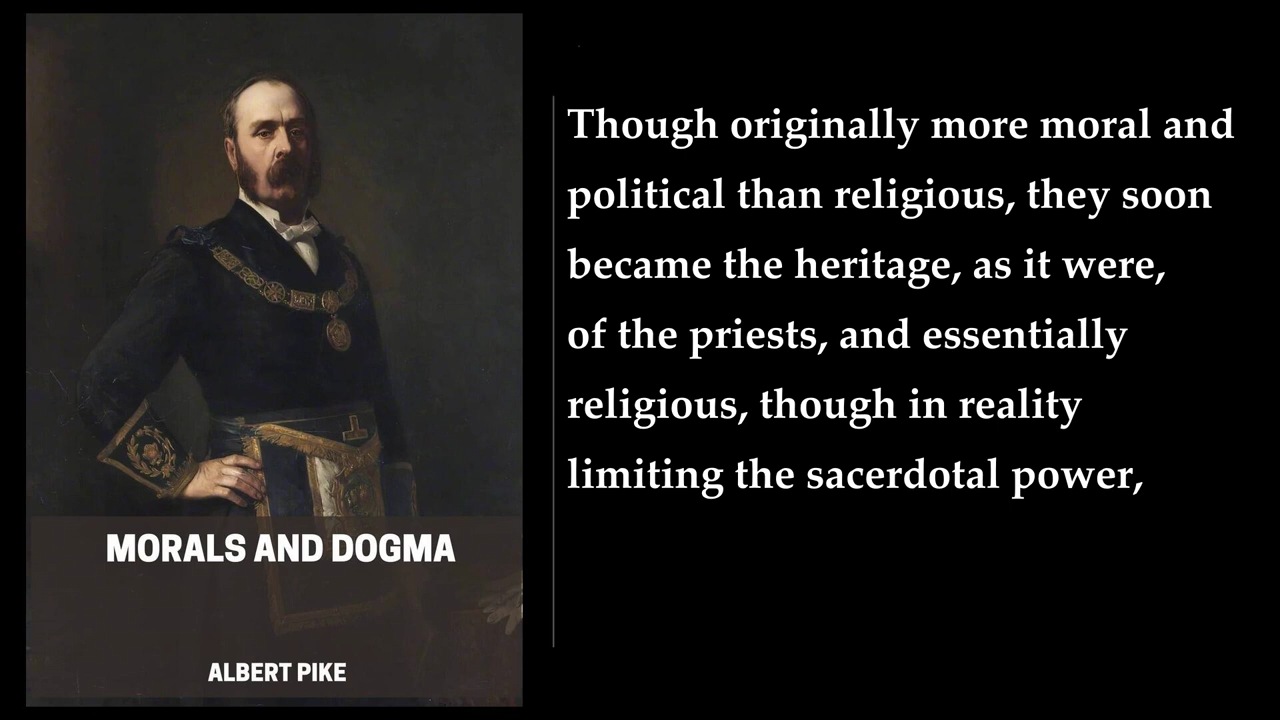 MORALS AND DOGMA
ALBERT PIKE
Though originally more moral and
political than religious, they soon
became the heritage, as it were,
of the priests, and essentially
religious, though in reality
limiting the sacerdotal power,